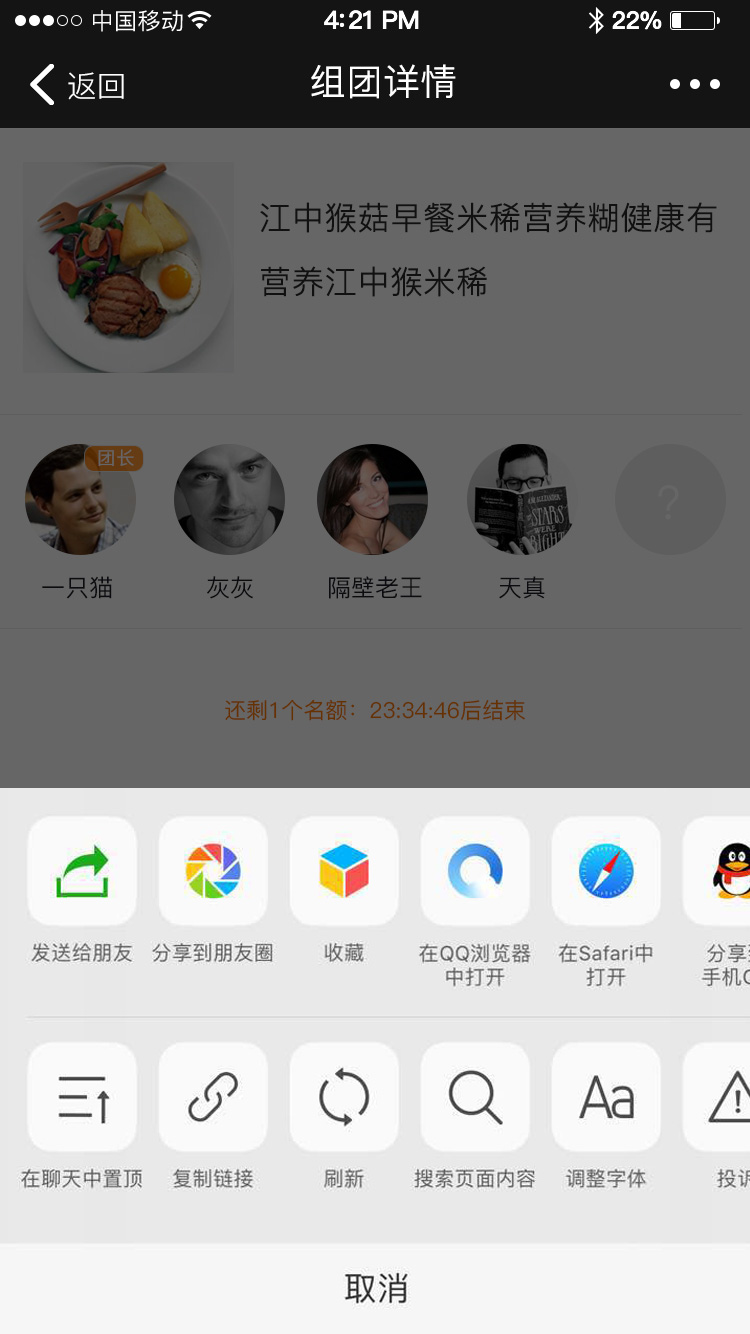 中国移动 4:21 PM 22%
返回 组团详情
江中猴菇早餐米稀营养糊健康有
营养江中猴米稀
团长
?
STARS
WERE
RIGHT
一只猫 灰灰 隔壁老王 天真
还剩1个名额：23:34:46后结束
发送给朋友 分享到朋友圈 收藏 在QQ浏览器 在Safari中 分享
中打开 打开 手机
在聊天中置顶 复制链接 刷新 搜索页面内容 Aa 调整字体 投诉
取消